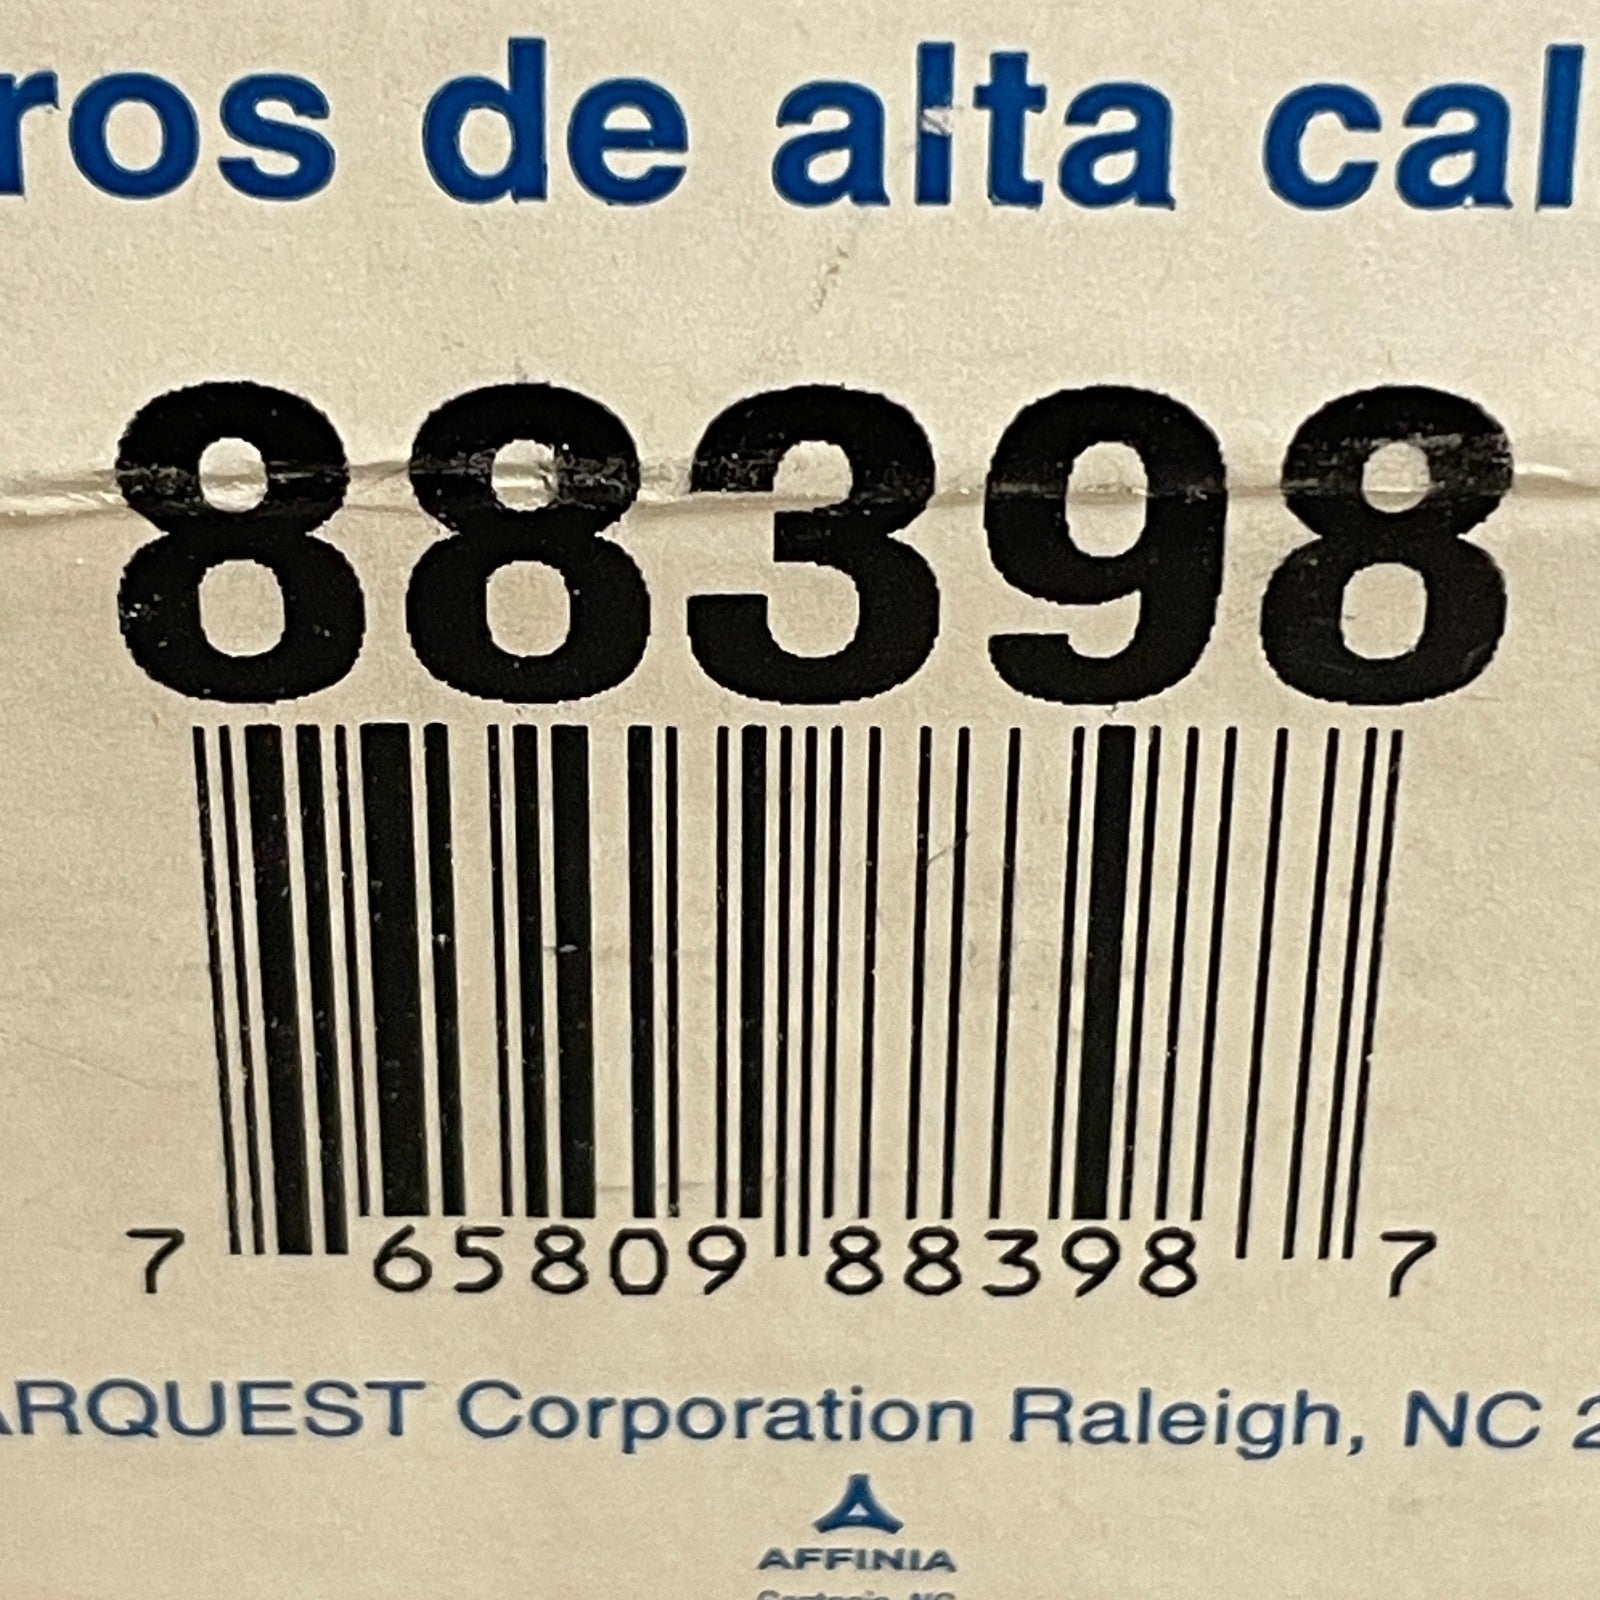 ros de alta cal
88398
7 65809 88398 7
ARQUEST Corporation Raleigh, NC 2
AFFINIA